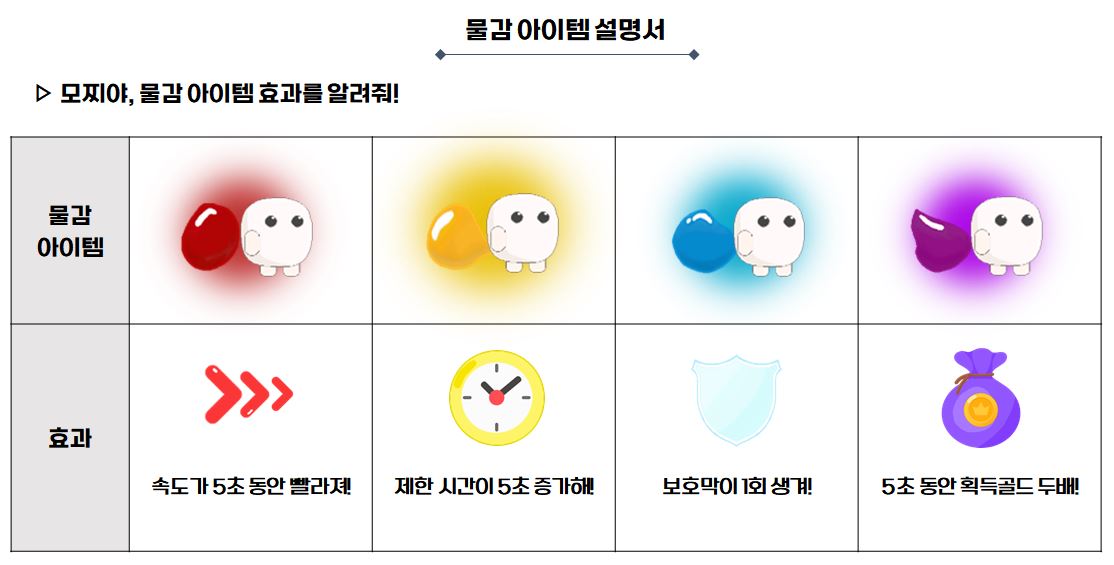 물감 아이템 설명서
▷ 모찌야, 물감 아이템 효과를 알려줘!
물감
아이템
효과
속도가 5초 동안 빨라져!
제한 시간이 5초 증가해!
보호막이 1회 생겨!
5초 동안 획득골드 두배!